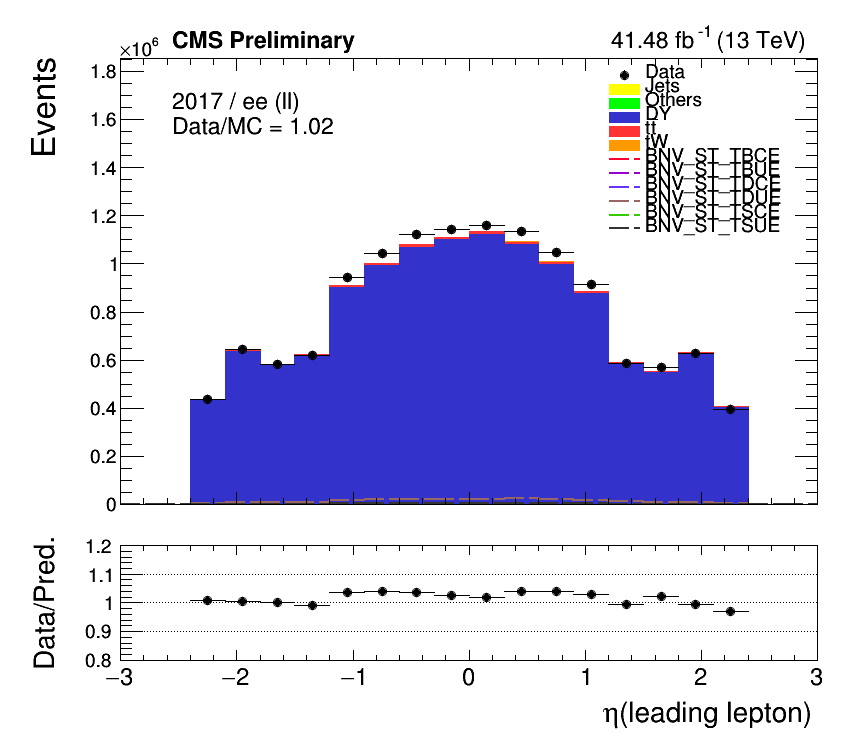 ×10⁶ CMS Preliminary 41.48 fb⁻¹ (13 TeV)
Events
2017 / ee (ll)
Data/MC = 1.02
Data
Jets
Others
DY
tt
tW
BNV_ST_TBCE
BNV_ST_TBUE
BNV_ST_TDCE
BNV_ST_TDUE
BNV_ST_TSCE
BNV_ST_TSUE
1.8
1.6
1.4
1.2
1
0.8
0.6
0.4
0.2
0
Data/Pred.
1.2
1.1
1
0.9
0.8
−3 −2 −1 0 1 2 3
η(leading lepton)